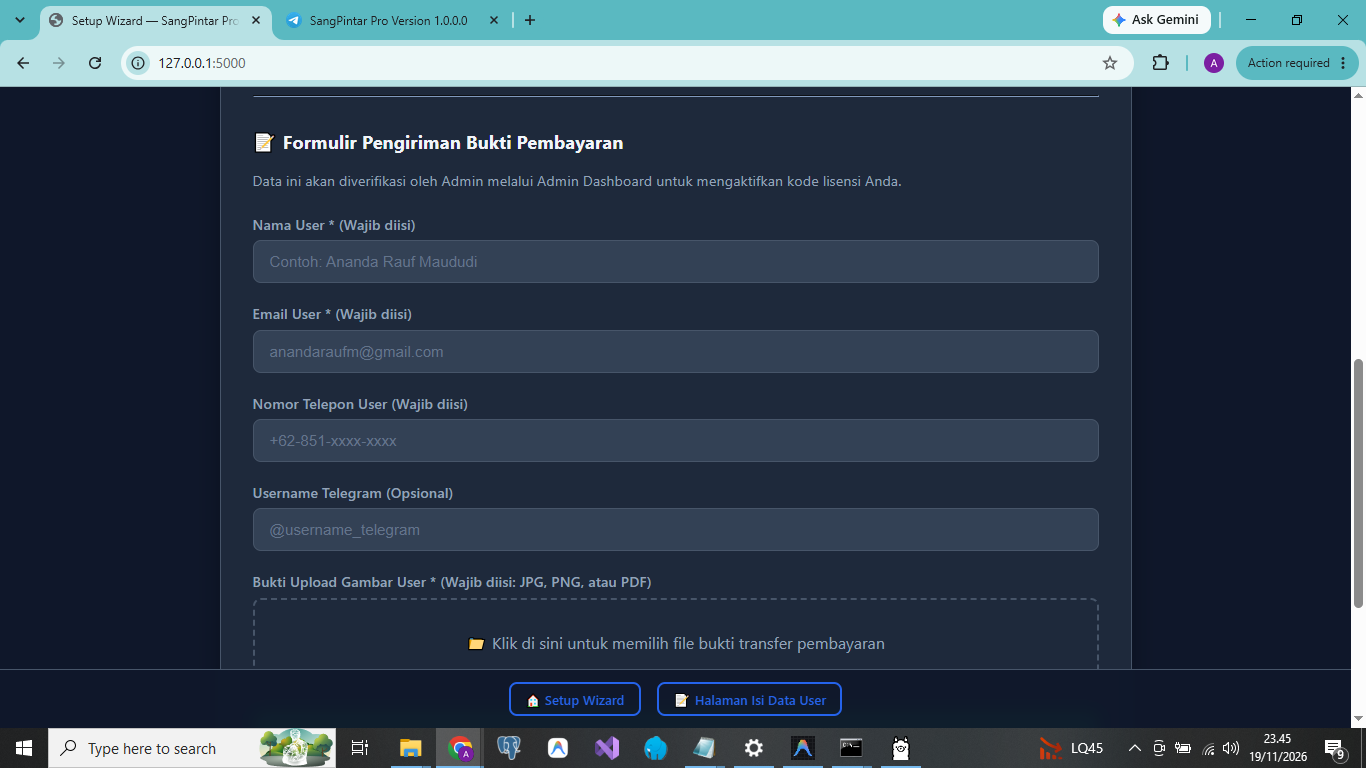 Setup Wizard — SangPintar Pro
SangPintar Pro Version 1.0.0.0
Ask Gemini
127.0.0.1:5000
A
Action required
📝 Formulir Pengiriman Bukti Pembayaran
Data ini akan diverifikasi oleh Admin melalui Admin Dashboard untuk mengaktifkan kode lisensi Anda.
Nama User * (Wajib diisi)
Contoh: Ananda Rauf Maududi
Email User * (Wajib diisi)
anandaraufm@gmail.com
Nomor Telepon User (Wajib diisi)
+62-851-xxxx-xxxx
Username Telegram (Opsional)
@username_telegram
Bukti Upload Gambar User * (Wajib diisi: JPG, PNG, atau PDF)
📁 Klik di sini untuk memilih file bukti transfer pembayaran
🏠 Setup Wizard
📝 Halaman Isi Data User
Type here to search
A
LQ45
23.45
19/11/2026
9